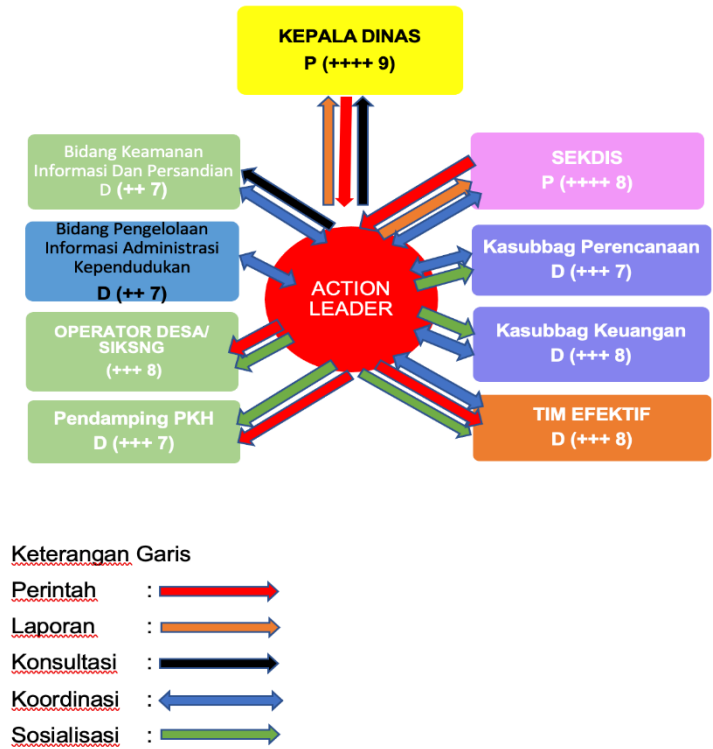 KEPALA DINAS
P (++++ 9)
Bidang Keamanan
Informasi Dan Persandian
D (++ 7)
SEKDIS
P (++++ 8)
Bidang Pengelolaan
Informasi Administrasi
Kependudukan
D (++ 7)
Kasubbag Perencanaan
D (+++ 7)
ACTION
LEADER
OPERATOR DESA/
SIKSNG
(+++ 8)
Kasubbag Keuangan
D (+++ 8)
Pendamping PKH
D (+++ 7)
TIM EFEKTIF
D (+++ 8)
Keterangan Garis
Perintah :
Laporan :
Konsultasi :
Koordinasi :
Sosialisasi :